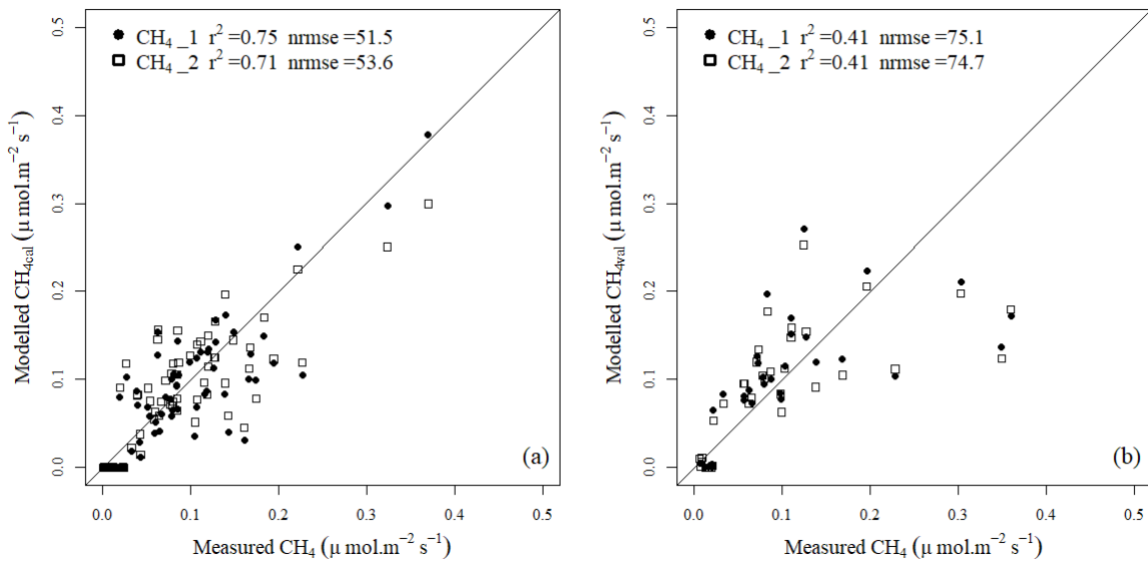 CH₄ _1 r² =0.75 nrmse =51.5
CH₄ _2 r² =0.71 nrmse =53.6
Modelled CH₄cal (μ mol.m⁻² s⁻¹)
0.5
0.4
0.3
0.2
0.1
0.0
(a)
0.0 0.1 0.2 0.3 0.4 0.5
Measured CH₄ (μ mol.m⁻² s⁻¹)
CH₄ _1 r² =0.41 nrmse =75.1
CH₄ _2 r² =0.41 nrmse =74.7
Modelled CH₄val (μ mol.m⁻² s⁻¹)
0.5
0.4
0.3
0.2
0.1
0.0
(b)
0.0 0.1 0.2 0.3 0.4 0.5
Measured CH₄ (μ mol.m⁻² s⁻¹)